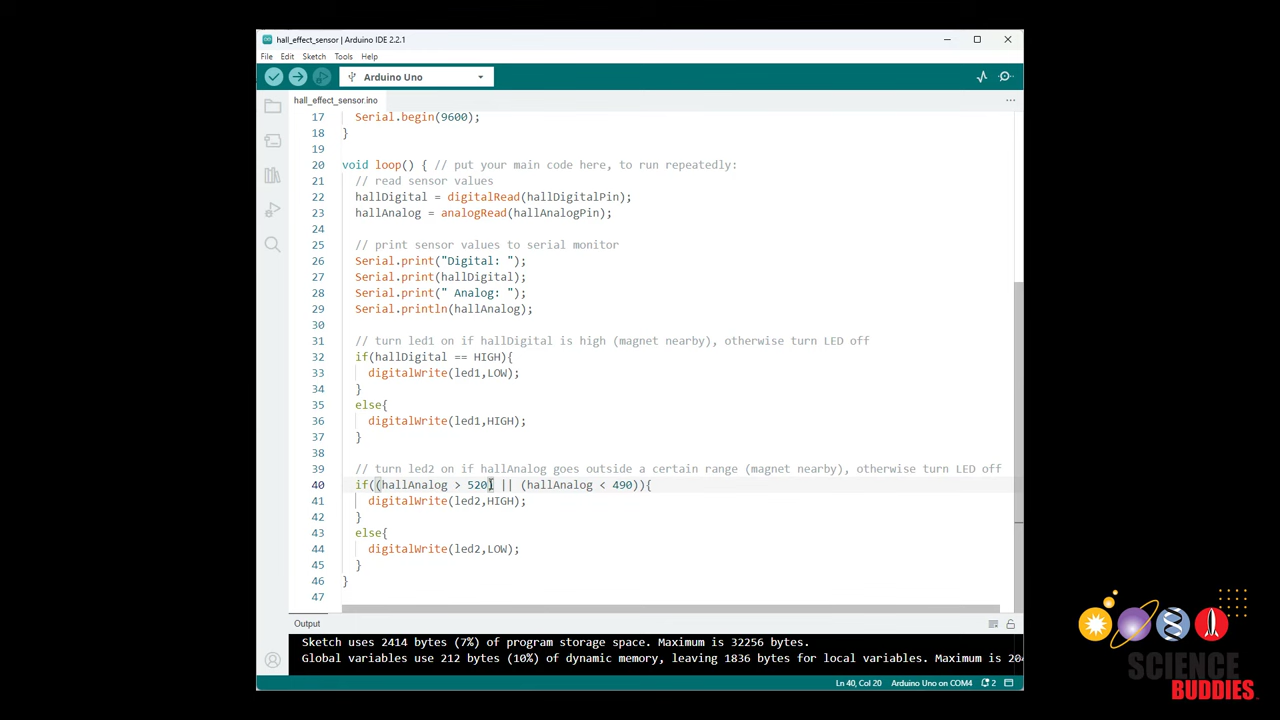 hall_effect_sensor | Arduino IDE 2.2.1
File Edit Sketch Tools Help
Arduino Uno
hall_effect_sensor.ino
17 Serial.begin(9600);
18 }
19
20 void loop() { // put your main code here, to run repeatedly:
21 // read sensor values
22 hallDigital = digitalRead(hallDigitalPin);
23 hallAnalog = analogRead(hallAnalogPin);
24
25 // print sensor values to serial monitor
26 Serial.print("Digital: ");
27 Serial.print(hallDigital);
28 Serial.print(" Analog: ");
29 Serial.println(hallAnalog);
30
31 // turn led1 on if hallDigital is high (magnet nearby), otherwise turn LED off
32 if(hallDigital == HIGH){
33 digitalWrite(led1,LOW);
34 }
35 else{
36 digitalWrite(led1,HIGH);
37 }
38
39 // turn led2 on if hallAnalog goes outside a certain range (magnet nearby), otherwise turn LED off
40 if((hallAnalog > 520) || (hallAnalog < 490)){
41 digitalWrite(led2,HIGH);
42 }
43 else{
44 digitalWrite(led2,LOW);
45 }
46 }
47
Output
Sketch uses 2414 bytes (7%) of program storage space. Maximum is 32256 bytes.
Global variables use 212 bytes (10%) of dynamic memory, leaving 1836 bytes for local variables. Maximum is 204
Ln 40, Col 20 Arduino Uno on COM4 2
SCIENCE
BUDDIES